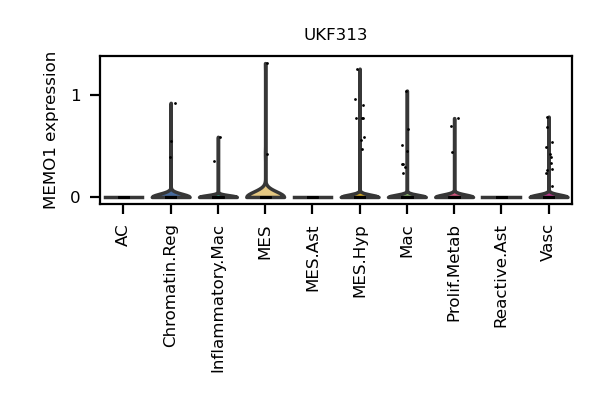 UKF313
MEMO1 expression
1
0
AC
Chromatin.Reg
Inflammatory.Mac
MES
MES.Ast
MES.Hyp
Mac
Prolif.Metab
Reactive.Ast
Vasc